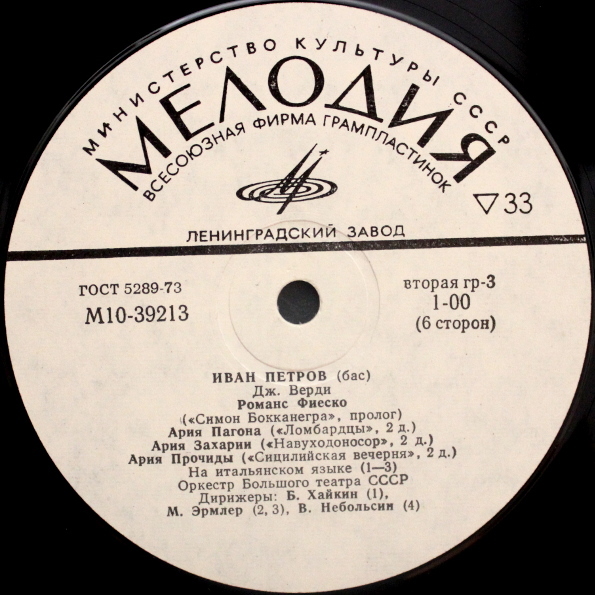 МИНИСТЕРСТВО КУЛЬТУРЫ СССР
МЕЛОДИЯ
ВСЕСОЮЗНАЯ ФИРМА ГРАМПЛАСТИНОК
33
ЛЕНИНГРАДСКИЙ ЗАВОД
ГОСТ 5289-73
М10-39213
вторая гр-3
1-00
(6 сторон)
ИВАН ПЕТРОВ (бас)
Дж. Верди
Романс Фиеско
(«Симон Бокканегра», пролог)
Ария Пагона («Ломбардцы», 2 д.)
Ария Захарии («Навуходоносор», 2 д.)
Ария Прочиды («Сицилийская вечерня», 2 д.)
На итальянском языке (1—3)
Оркестр Большого театра СССР
Дирижеры: Б. Хайкин (1),
М. Эрмлер (2, 3), В. Небольсин (4)